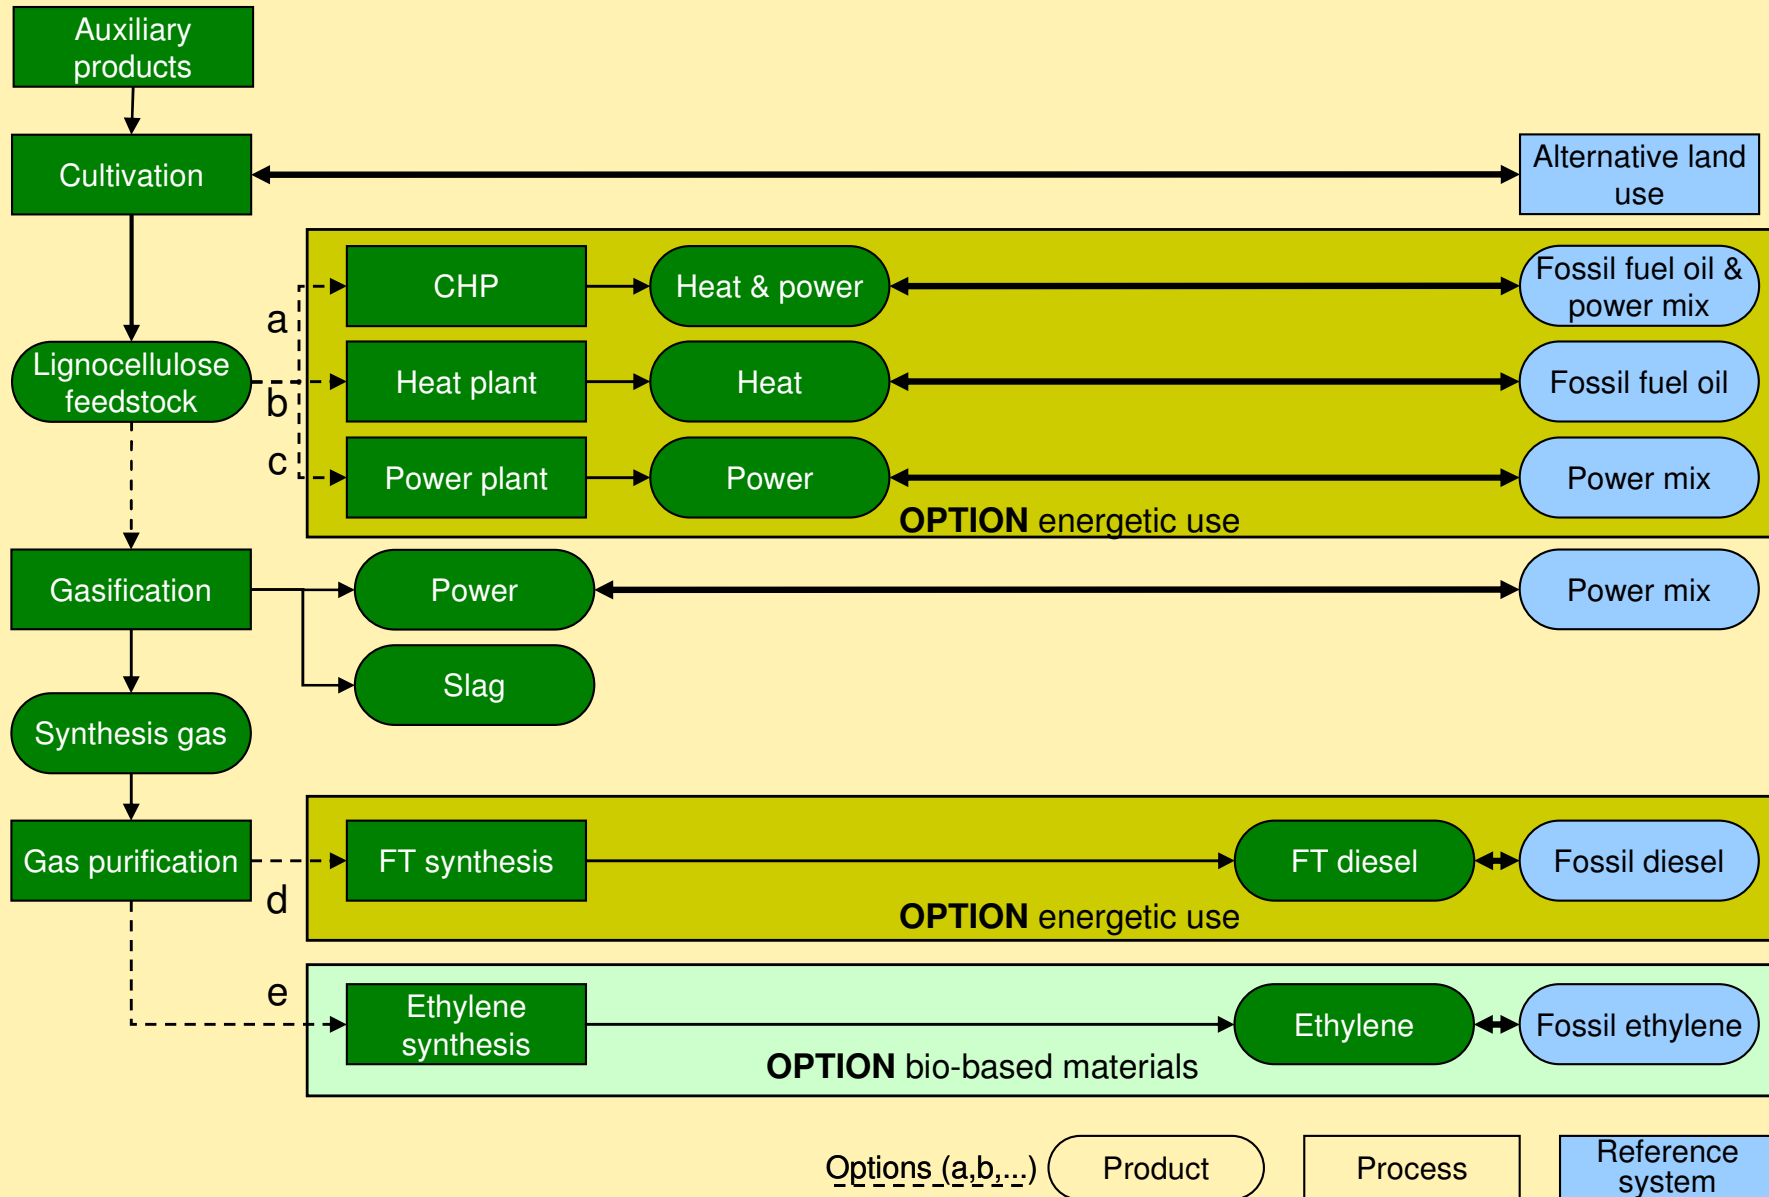 Auxiliary
products
Cultivation
Alternative land
use
a
CHP
Heat & power
Fossil fuel oil &
power mix
Lignocellulose
feedstock
b
Heat plant
Heat
Fossil fuel oil
c
Power plant
Power
Power mix
OPTION energetic use
Gasification
Power
Power mix
Slag
Synthesis gas
Gas purification
d
FT synthesis
FT diesel
Fossil diesel
OPTION energetic use
e
Ethylene
synthesis
Ethylene
Fossil ethylene
OPTION bio-based materials
Options (a,b,...)
Product
Process
Reference
system